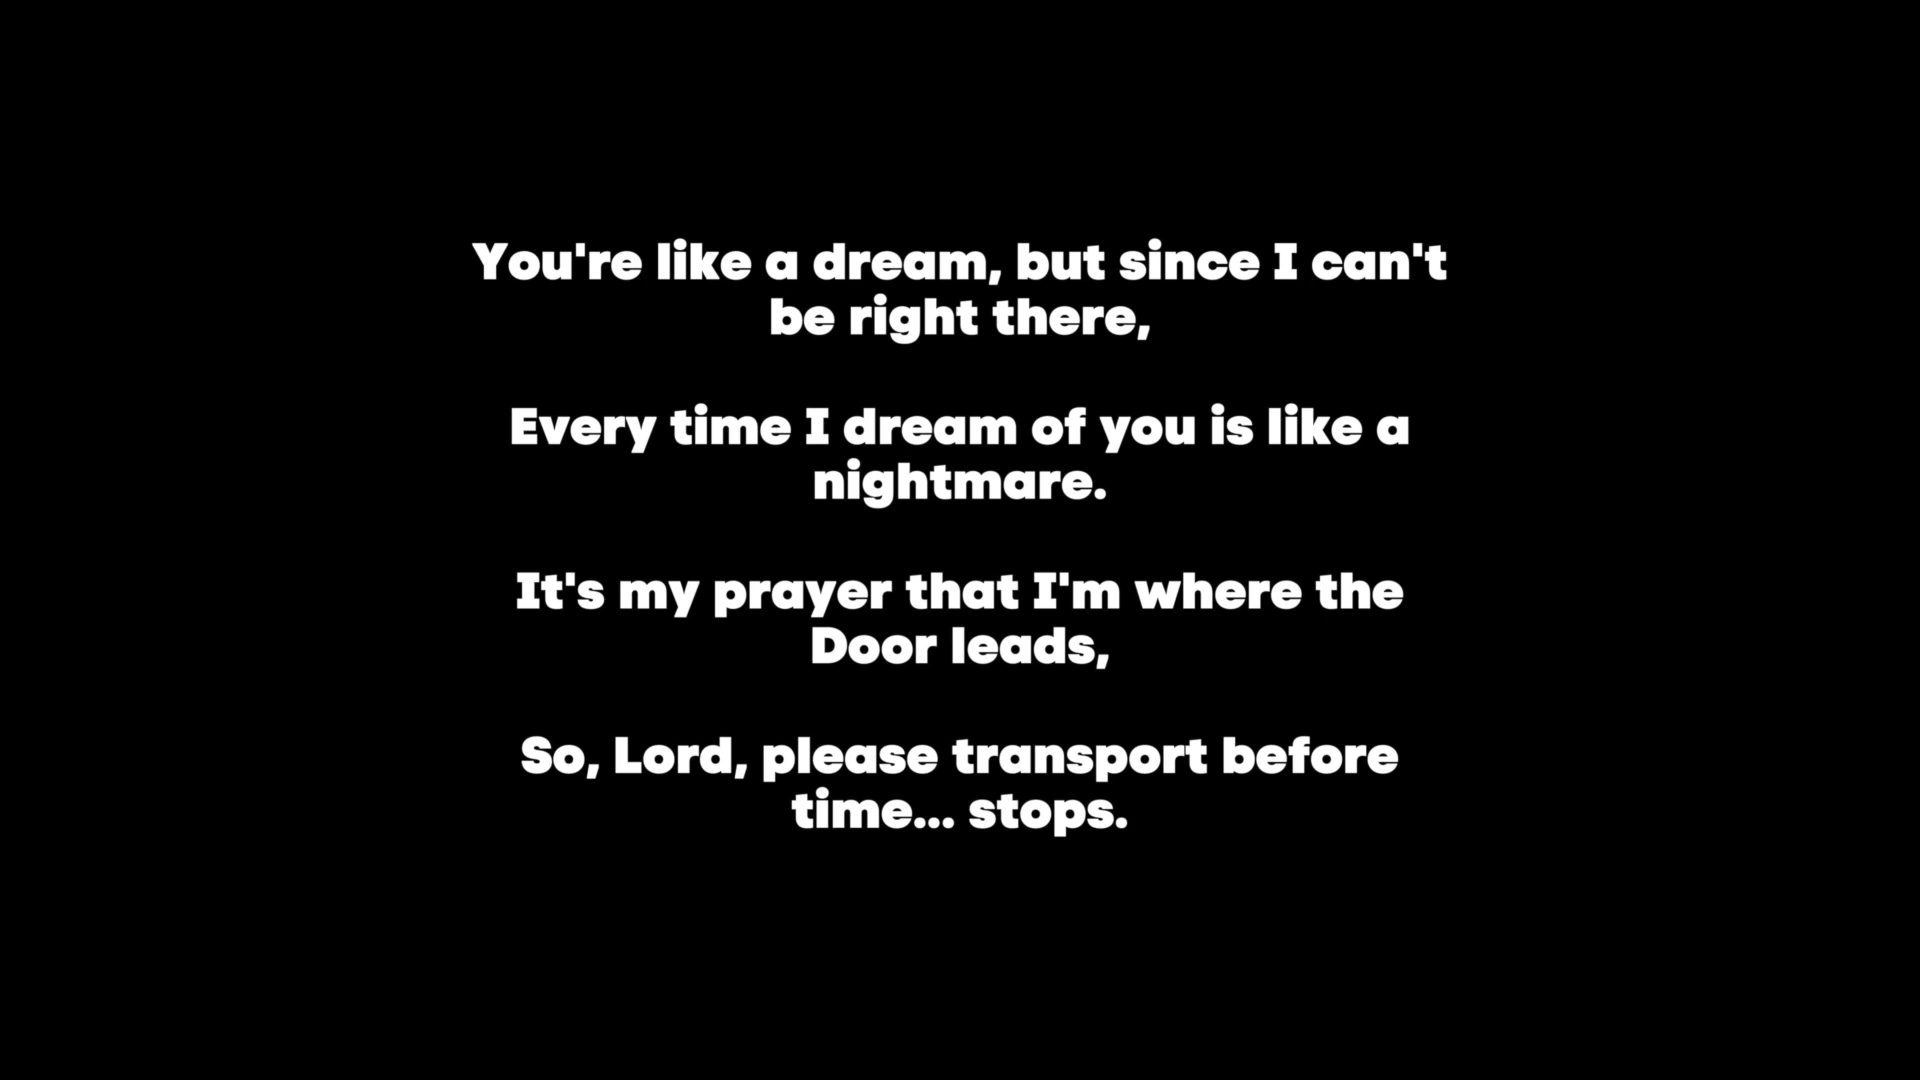 You're like a dream, but since I can't
be right there,
Every time I dream of you is like a
nightmare.
It's my prayer that I'm where the
Door leads,
So, Lord, please transport before
time... stops.